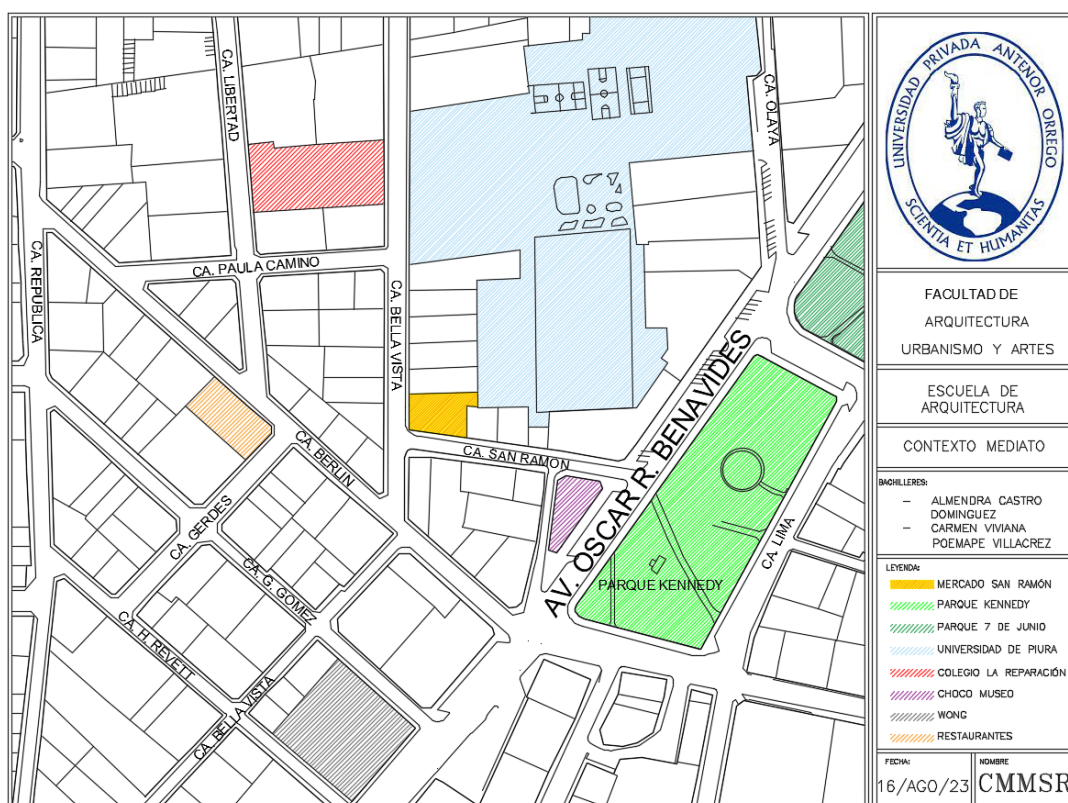 CA. LIBERTAD
CA. OLAYA
CA. REPUBLICA
CA. PAULA CAMINO
CA. BELLA VISTA
AV. OSCAR R. BENAVIDES
CA. SAN RAMON
CA. BERLIN
CA. GERDES
CA. G. GOMEZ
CA. H. REVETT
CA. BELLA VISTA
CA. LIMA
PARQUE KENNEDY
UNIVERSIDAD PRIVADA ANTENOR ORREGO
SCIENTIA ET HUMANITAS
FACULTAD DE
ARQUITECTURA
URBANISMO Y ARTES
ESCUELA DE
ARQUITECTURA
CONTEXTO MEDIATO
BACHILLERES:
- ALMENDRA CASTRO
DOMINGUEZ
- CARMEN VIVIANA
POEMAPE VILLACREZ
LEYENDA:
MERCADO SAN RAMÓN
PARQUE KENNEDY
PARQUE 7 DE JUNIO
UNIVERSIDAD DE PIURA
COLEGIO LA REPARACIÓN
CHOCO MUSEO
WONG
RESTAURANTES
FECHA:
16/AGO/23
NOMBRE
CMMSR